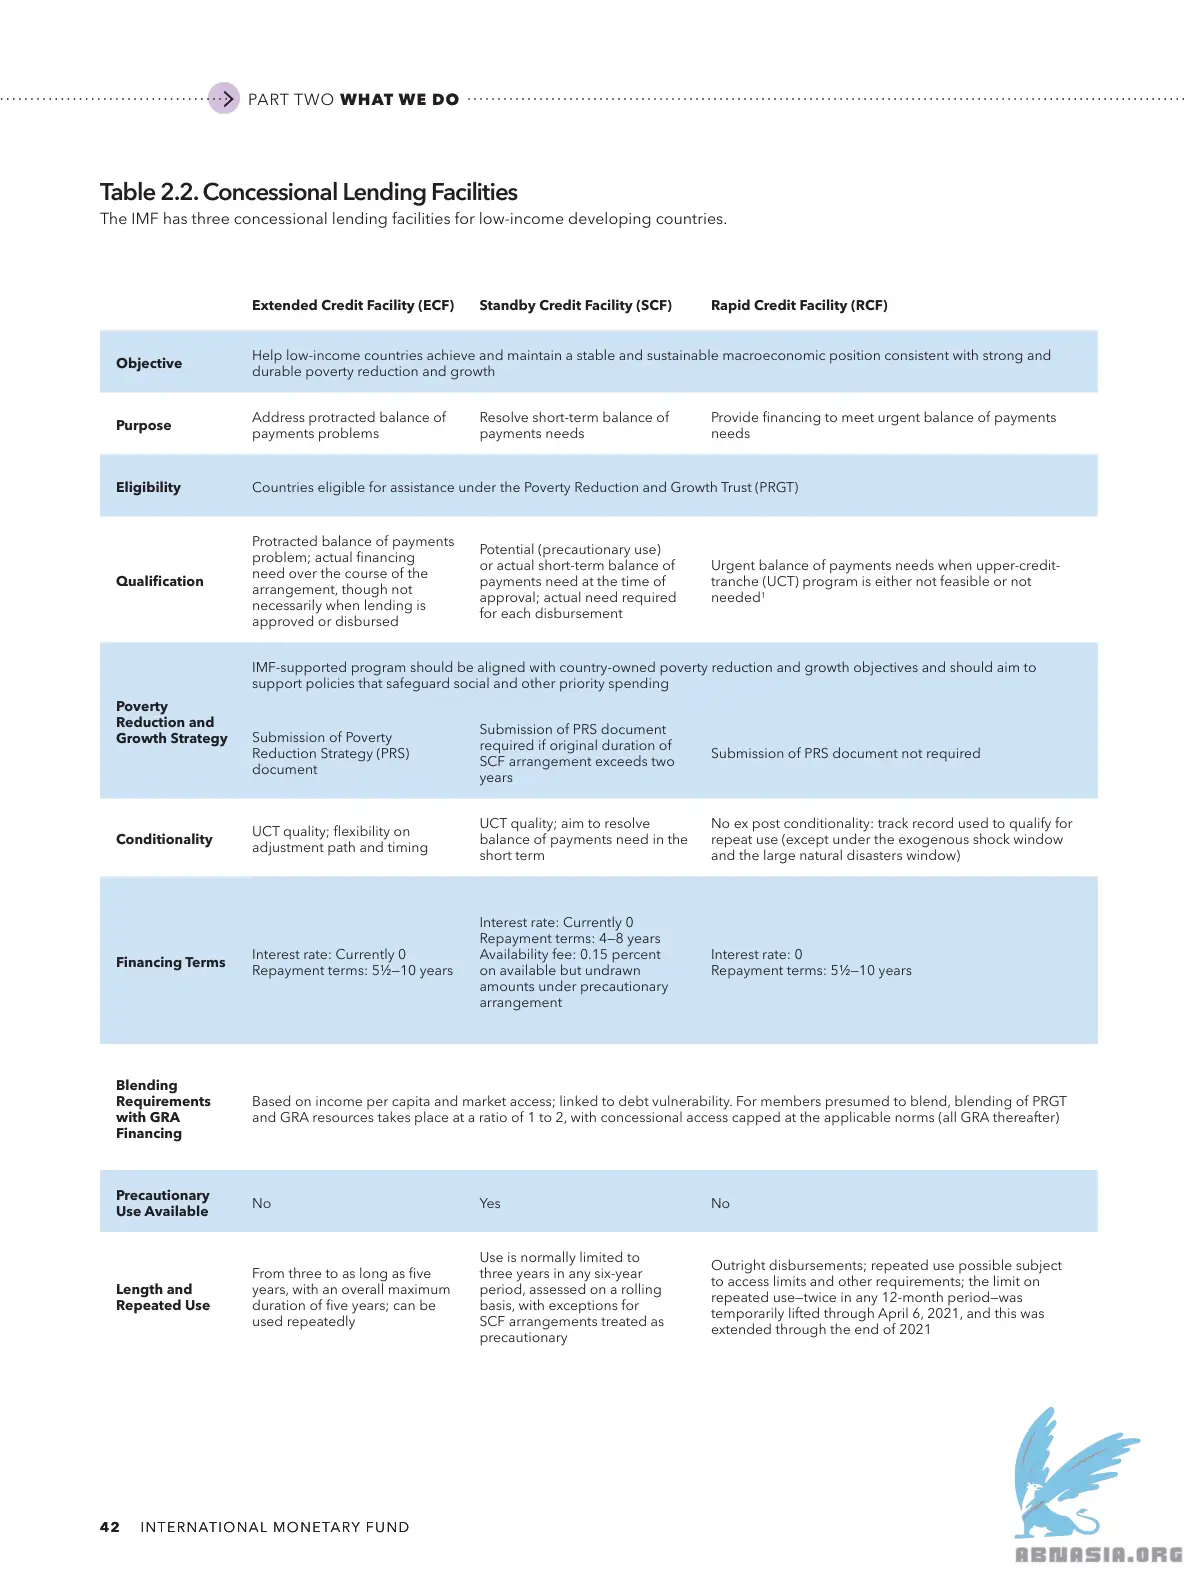 PART TWO WHAT WE DO
Table 2.2. Concessional Lending Facilities
The IMF has three concessional lending facilities for low-income developing countries.
Extended Credit Facility (ECF)
Standby Credit Facility (SCF)
Rapid Credit Facility (RCF)
Objective
Help low-income countries achieve and maintain a stable and sustainable macroeconomic position consistent with strong and
durable poverty reduction and growth
Purpose
Address protracted balance of
payments problems
Resolve short-term balance of
payments needs
Provide financing to meet urgent balance of payments
needs
Eligibility
Countries eligible for assistance under the Poverty Reduction and Growth Trust (PRGT)
Qualification
Protracted balance of payments
problem; actual financing
need over the course of the
arrangement, though not
necessarily when lending is
approved or disbursed
Potential (precautionary use)
or actual short-term balance of
payments need at the time of
approval; actual need required
for each disbursement
Urgent balance of payments needs when upper-credit-
tranche (UCT) program is either not feasible or not
needed¹
Poverty
Reduction and
Growth Strategy
IMF-supported program should be aligned with country-owned poverty reduction and growth objectives and should aim to
support policies that safeguard social and other priority spending
Submission of Poverty
Reduction Strategy (PRS)
document
Submission of PRS document
required if original duration of
SCF arrangement exceeds two
years
Submission of PRS document not required
Conditionality
UCT quality; flexibility on
adjustment path and timing
UCT quality; aim to resolve
balance of payments need in the
short term
No ex post conditionality: track record used to qualify for
repeat use (except under the exogenous shock window
and the large natural disasters window)
Financing Terms
Interest rate: Currently 0
Repayment terms: 5½–10 years
Interest rate: Currently 0
Repayment terms: 4–8 years
Availability fee: 0.15 percent
on available but undrawn
amounts under precautionary
arrangement
Interest rate: 0
Repayment terms: 5½–10 years
Blending
Requirements
with GRA
Financing
Based on income per capita and market access; linked to debt vulnerability. For members presumed to blend, blending of PRGT
and GRA resources takes place at a ratio of 1 to 2, with concessional access capped at the applicable norms (all GRA thereafter)
Precautionary
Use Available
No
Yes
No
Length and
Repeated Use
From three to as long as five
years, with an overall maximum
duration of five years; can be
used repeatedly
Use is normally limited to
three years in any six-year
period, assessed on a rolling
basis, with exceptions for
SCF arrangements treated as
precautionary
Outright disbursements; repeated use possible subject
to access limits and other requirements; the limit on
repeated use—twice in any 12-month period—was
temporarily lifted through April 6, 2021, and this was
extended through the end of 2021
42 INTERNATIONAL MONETARY FUND
ABNASIA.ORG